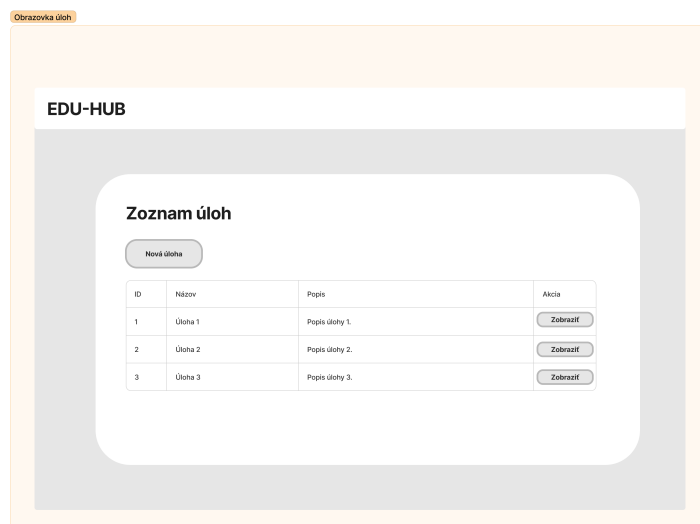 Obrazovka úloh
EDU-HUB
Zoznam úloh
Nová úloha
ID Názov Popis Akcia
1 Úloha 1 Popis úlohy 1. Zobraziť
2 Úloha 2 Popis úlohy 2. Zobraziť
3 Úloha 3 Popis úlohy 3. Zobraziť